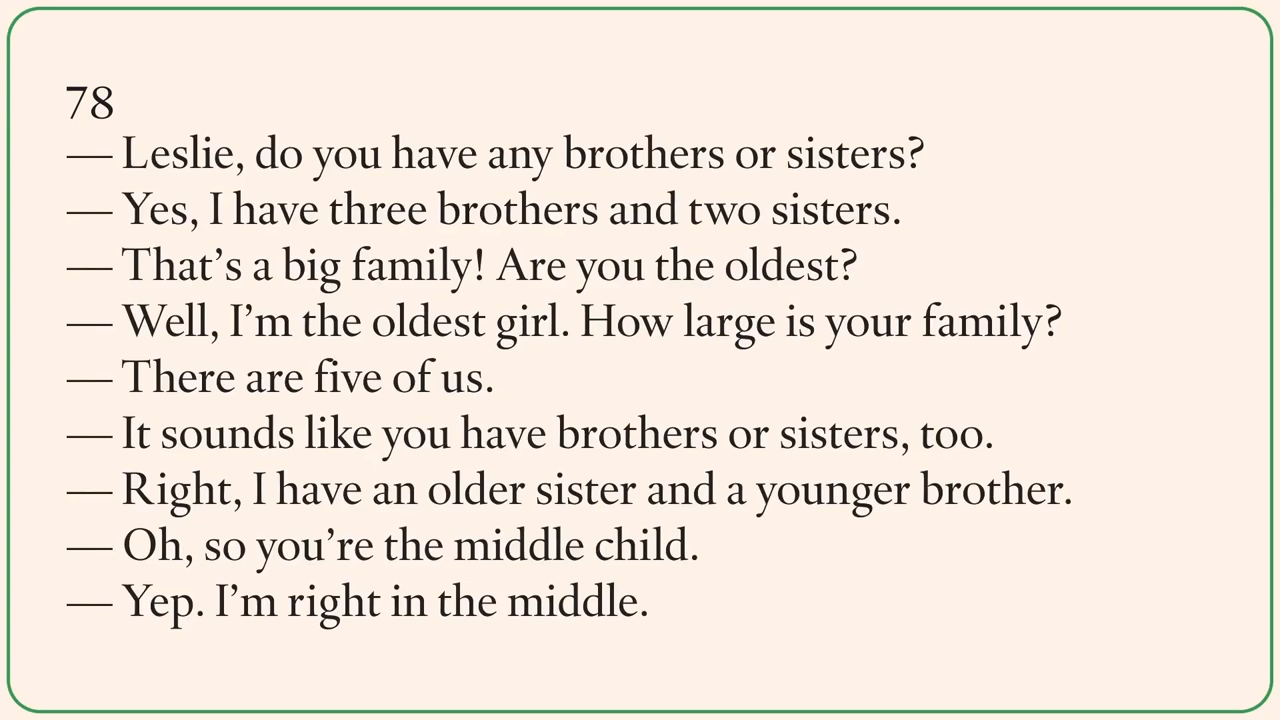 78
— Leslie, do you have any brothers or sisters?
— Yes, I have three brothers and two sisters.
— That’s a big family! Are you the oldest?
— Well, I’m the oldest girl. How large is your family?
— There are five of us.
— It sounds like you have brothers or sisters, too.
— Right, I have an older sister and a younger brother.
— Oh, so you’re the middle child.
— Yep. I’m right in the middle.